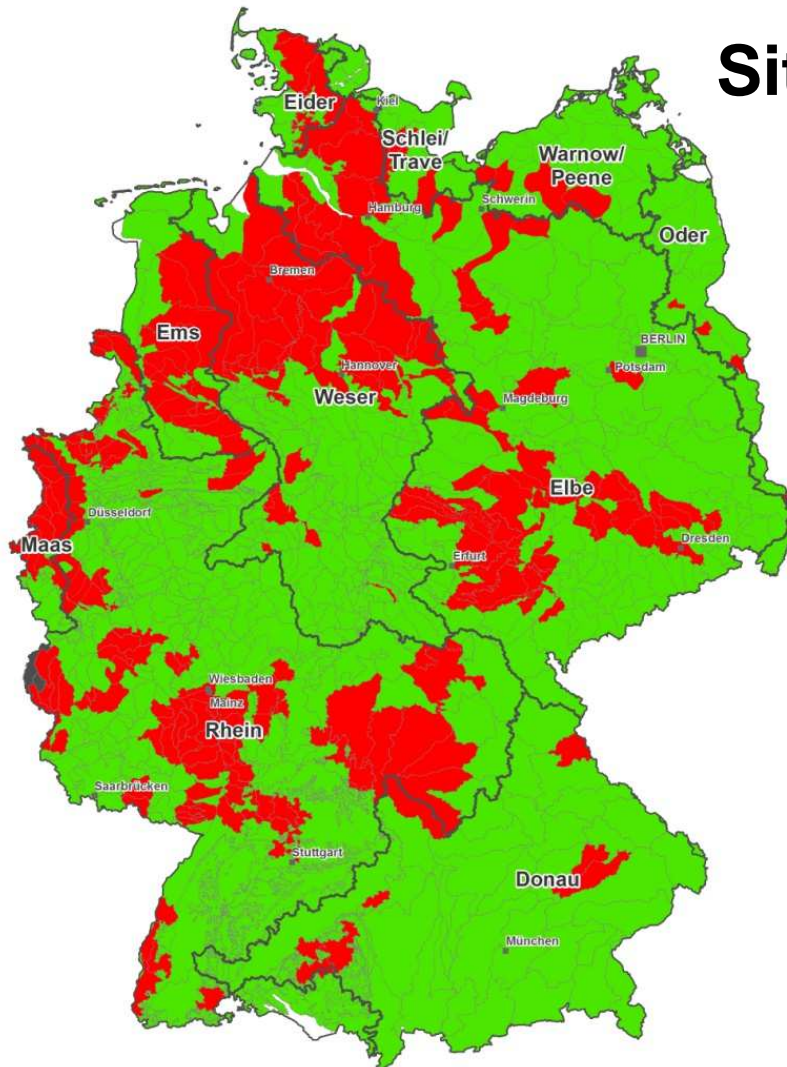 Sit
Eider
Kiel
Schlei/
Trave
Warnow/
Peene
Hamburg
Schwerin
Oder
Bremen
Ems
BERLIN
Hannover
Potsdam
Weser
Magdeburg
Elbe
Düsseldorf
Dresden
Maas
Erfurt
Wiesbaden
Mainz
Rhein
Saarbrücken
Stuttgart
Donau
München